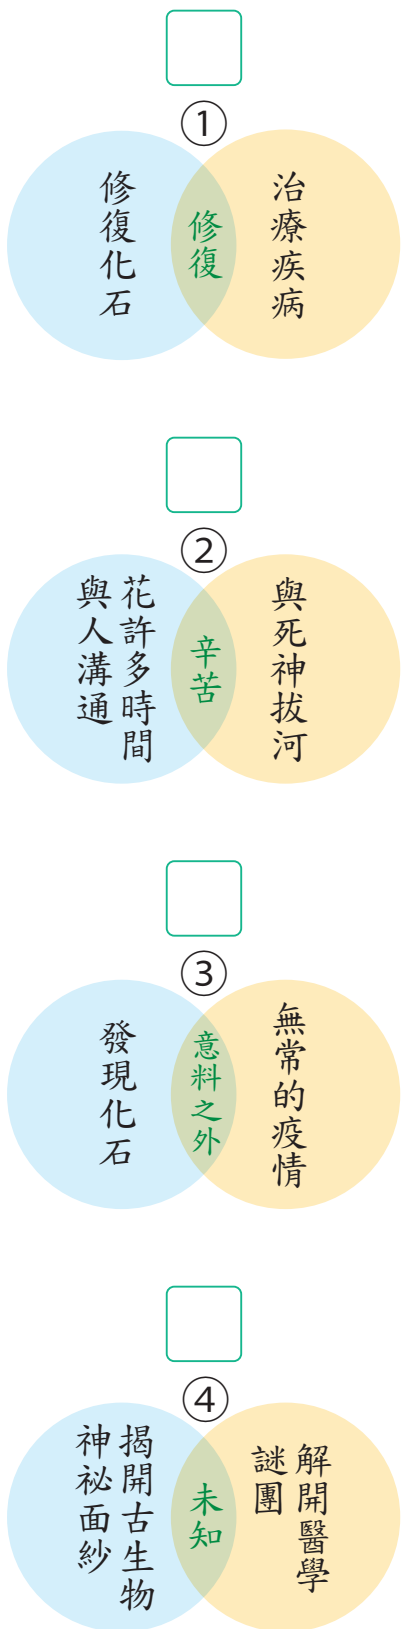 ①
治療疾病
修復
修復化石
②
與死神拔河
辛苦
花許多時間
與人溝通
③
無常的疫情
意料之外
發現化石
④
解開醫學
謎團
未知
揭開古生物
神祕面紗